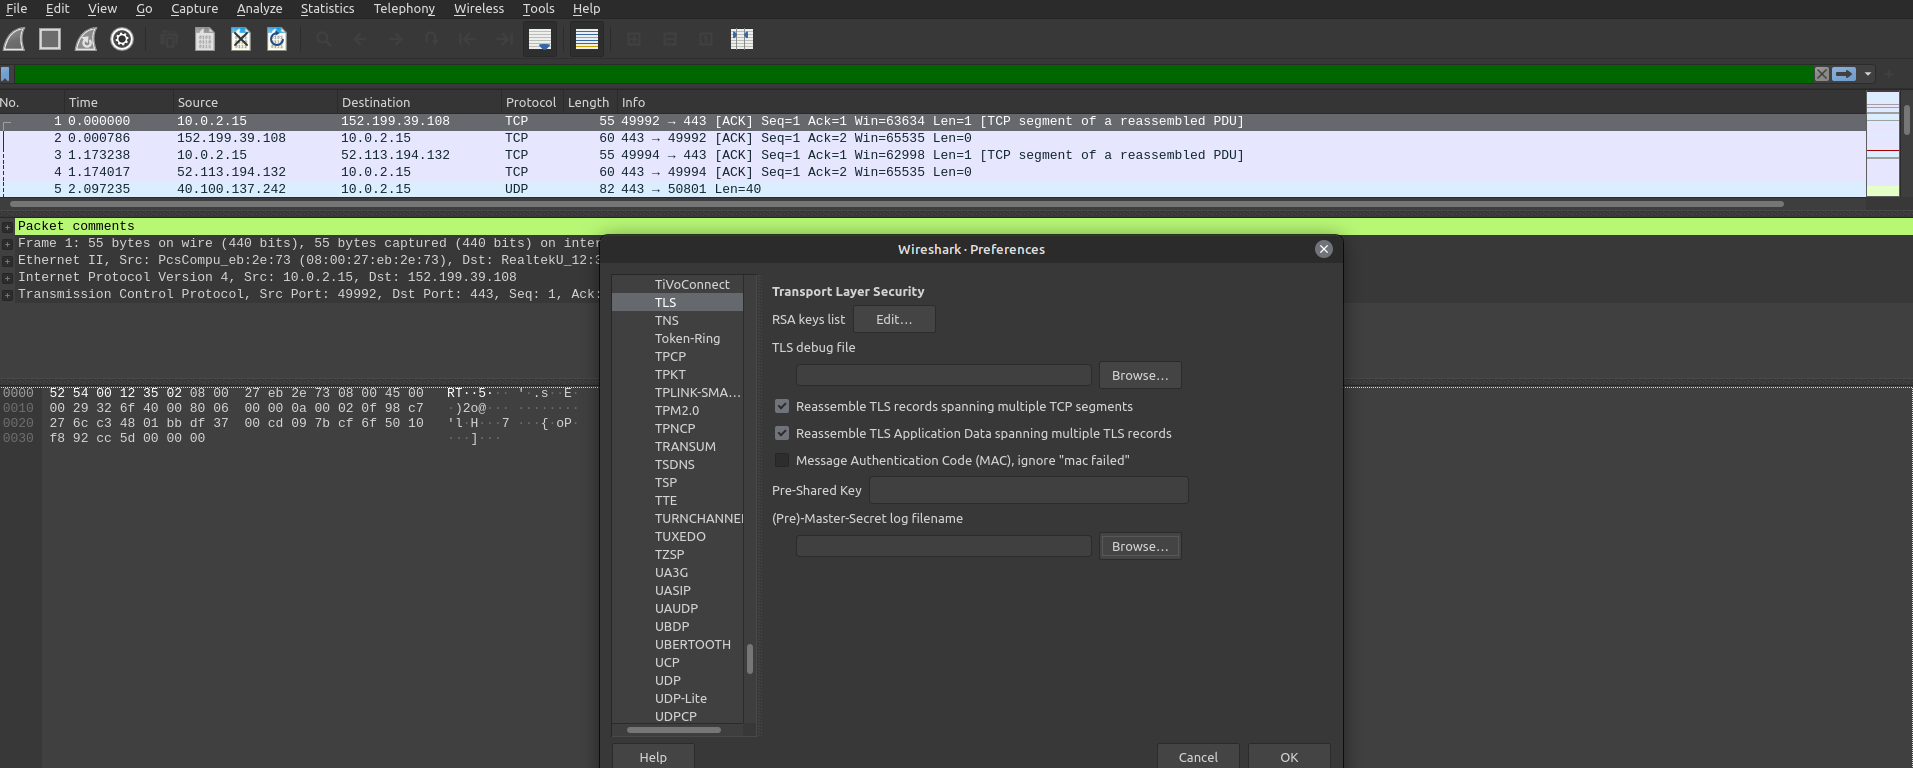 File Edit View Go Capture Analyze Statistics Telephony Wireless Tools Help
No. Time Source Destination Protocol Length Info
1 0.000000 10.0.2.15 152.199.39.108 TCP 55 49992 → 443 [ACK] Seq=1 Ack=1 Win=63634 Len=1 [TCP segment of a reassembled PDU]
2 0.000786 152.199.39.108 10.0.2.15 TCP 60 443 → 49992 [ACK] Seq=1 Ack=2 Win=65535 Len=0
3 1.173238 10.0.2.15 52.113.194.132 TCP 55 49994 → 443 [ACK] Seq=1 Ack=1 Win=62998 Len=1 [TCP segment of a reassembled PDU]
4 1.174017 52.113.194.132 10.0.2.15 TCP 60 443 → 49994 [ACK] Seq=1 Ack=2 Win=65535 Len=0
5 2.097235 40.100.137.242 10.0.2.15 UDP 82 443 → 50801 Len=40
Packet comments
Frame 1: 55 bytes on wire (440 bits), 55 bytes captured (440 bits) on inter
Ethernet II, Src: PcsCompu_eb:2e:73 (08:00:27:eb:2e:73), Dst: RealtekU_12:3
Internet Protocol Version 4, Src: 10.0.2.15, Dst: 152.199.39.108
Transmission Control Protocol, Src Port: 49992, Dst Port: 443, Seq: 1, Ack:
0000 52 54 00 12 35 02 08 00 27 eb 2e 73 08 00 45 00 RT··5··· '·.s··E·
0010 00 29 32 6f 40 00 80 06 00 00 0a 00 02 0f 98 c7 ·)2o@··· ········
0020 27 6c c3 48 01 bb df 37 00 cd 09 7b cf 6f 50 10 'l·H···7 ···{·oP·
0030 f8 92 cc 5d 00 00 00 ···]···
Wireshark · Preferences
TiVoConnect
TLS
TNS
Token-Ring
TPCP
TPKT
TPLINK-SMA…
TPM2.0
TPNCP
TRANSUM
TSDNS
TSP
TTE
TURNCHANNE
TUXEDO
TZSP
UA3G
UASIP
UAUDP
UBDP
UBERTOOTH
UCP
UDP
UDP-Lite
UDPCP
Transport Layer Security
RSA keys list Edit…
TLS debug file
Browse…
Reassemble TLS records spanning multiple TCP segments
Reassemble TLS Application Data spanning multiple TLS records
Message Authentication Code (MAC), ignore "mac failed"
Pre-Shared Key
(Pre)-Master-Secret log filename
Browse…
Help Cancel OK